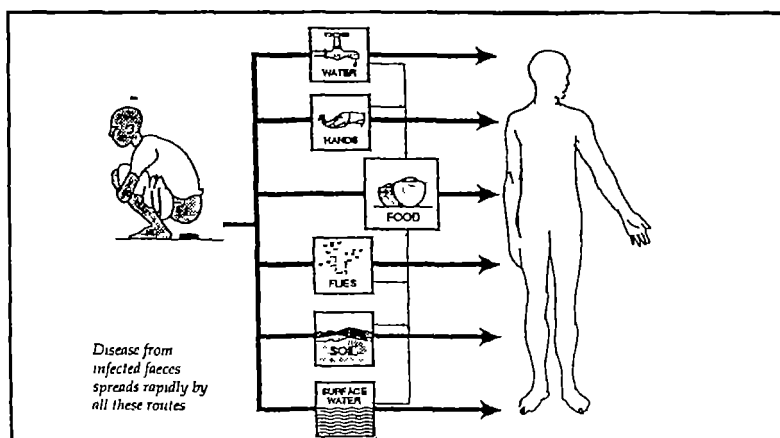 WATER
HANDS
FOOD
FLIES
SOIL
SURFACE
WATER
Disease from
infected faeces
spreads rapidly by
all these routes